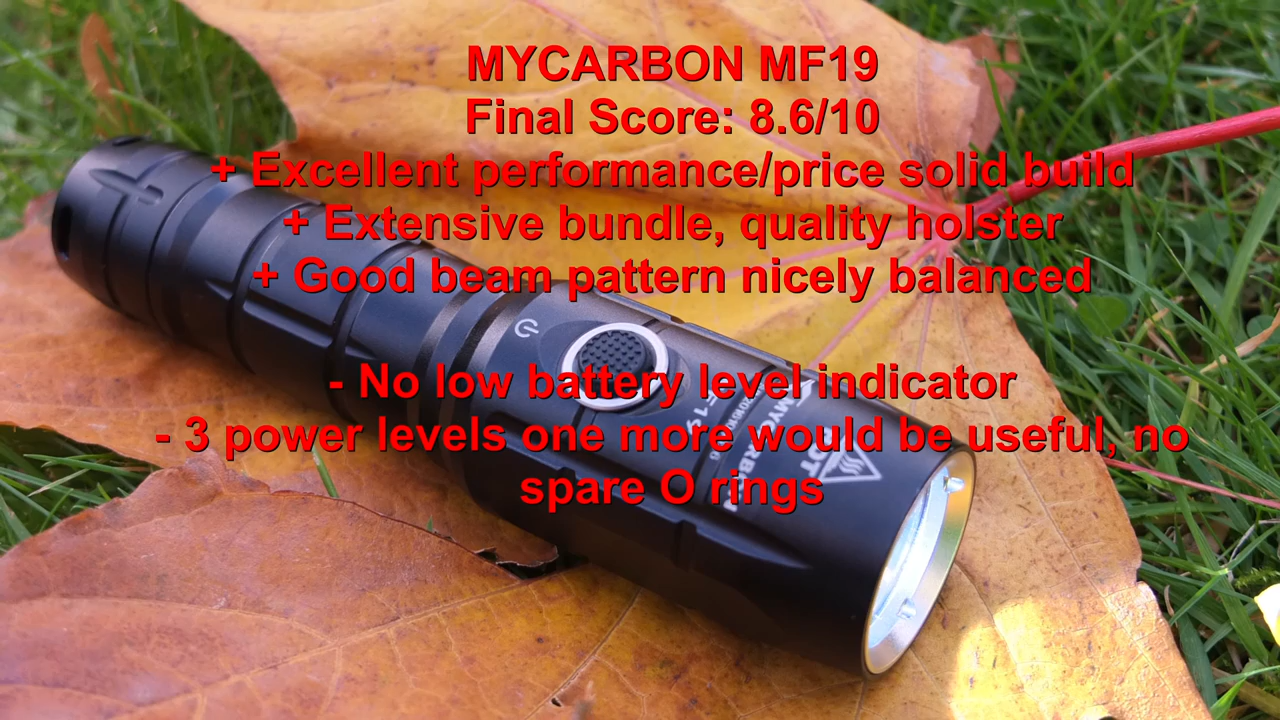 MYCARBON MF19
Final Score: 8.6/10
+ Excellent performance/price solid build
+ Extensive bundle, quality holster
+ Good beam pattern nicely balanced
- No low battery level indicator
- 3 power levels one more would be useful, no
spare O rings
HOT